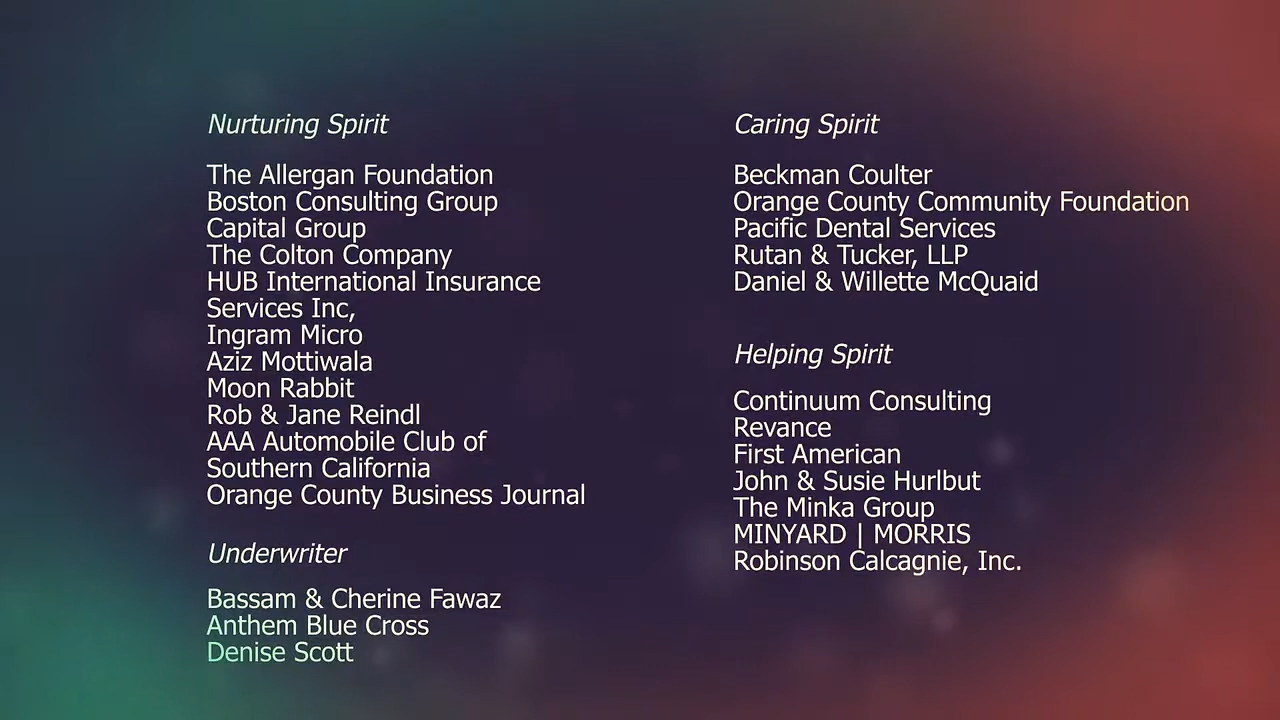 Nurturing Spirit
The Allergan Foundation
Boston Consulting Group
Capital Group
The Colton Company
HUB International Insurance
Services Inc,
Ingram Micro
Aziz Mottiwala
Moon Rabbit
Rob & Jane Reindl
AAA Automobile Club of
Southern California
Orange County Business Journal
Underwriter
Bassam & Cherine Fawaz
Anthem Blue Cross
Denise Scott
Caring Spirit
Beckman Coulter
Orange County Community Foundation
Pacific Dental Services
Rutan & Tucker, LLP
Daniel & Willette McQuaid
Helping Spirit
Continuum Consulting
Revance
First American
John & Susie Hurlbut
The Minka Group
MINYARD | MORRIS
Robinson Calcagnie, Inc.